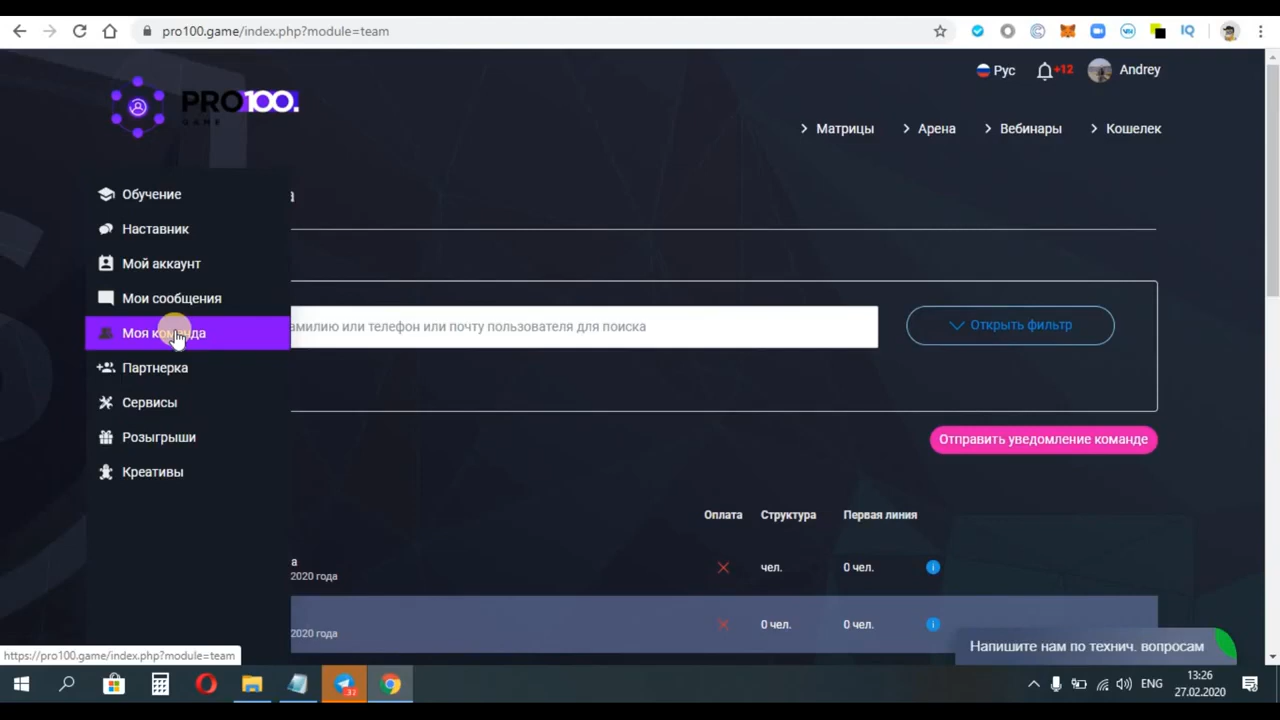 pro100.game/index.php?module=team
Рус
+12
Andrey
PRO100.
GAME
Матрицы
Арена
Вебинары
Кошелек
Обучение
а
Наставник
Мой аккаунт
Мои сообщения
Моя команда
амилию или телефон или почту пользователя для поиска
Открыть фильтр
Партнерка
Сервисы
Розыгрыши
Отправить уведомление команде
Креативы
Оплата Структура Первая линия
а
2020 года
чел. 0 чел.
0 чел. 0 чел.
2020 года
Напишите нам по технич. вопросам
https://pro100.game/index.php?module=team
31
ENG
13:26
27.02.2020